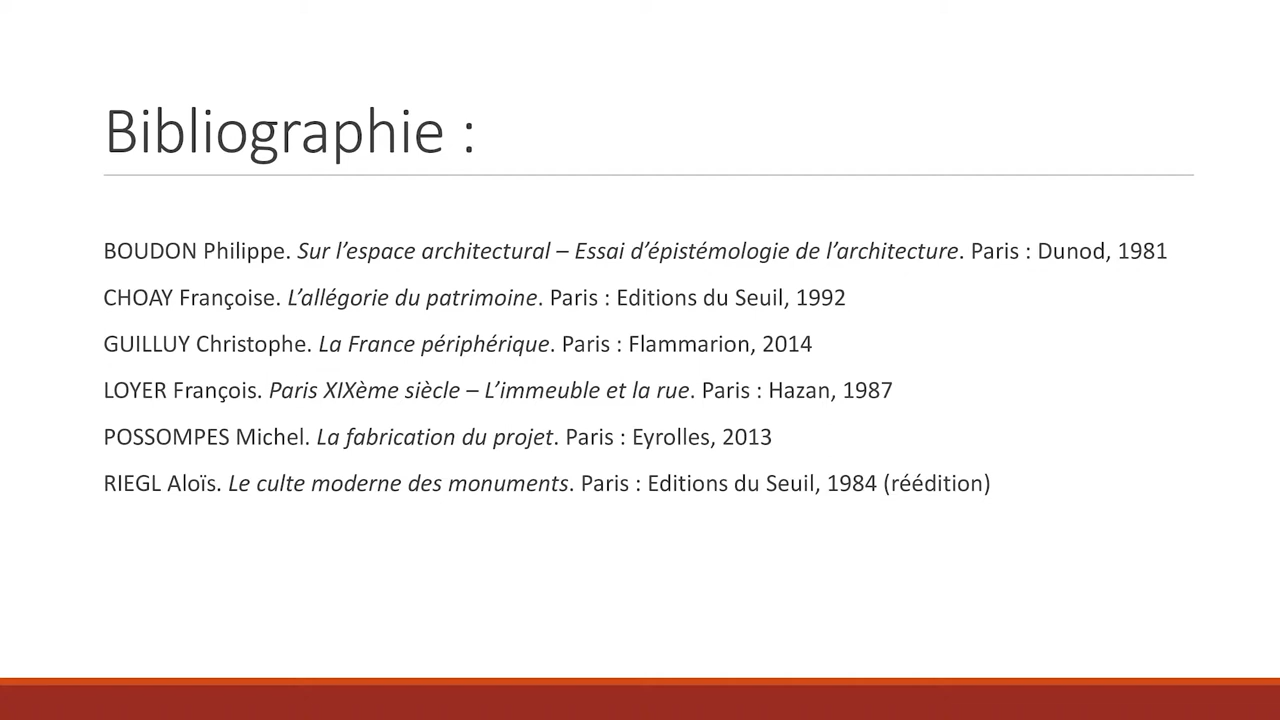 Bibliographie :
BOUDON Philippe. Sur l’espace architectural – Essai d’épistémologie de l’architecture. Paris : Dunod, 1981
CHOAY Françoise. L’allégorie du patrimoine. Paris : Editions du Seuil, 1992
GUILLUY Christophe. La France périphérique. Paris : Flammarion, 2014
LOYER François. Paris XIXème siècle – L’immeuble et la rue. Paris : Hazan, 1987
POSSOMPES Michel. La fabrication du projet. Paris : Eyrolles, 2013
RIEGL Aloïs. Le culte moderne des monuments. Paris : Editions du Seuil, 1984 (réédition)